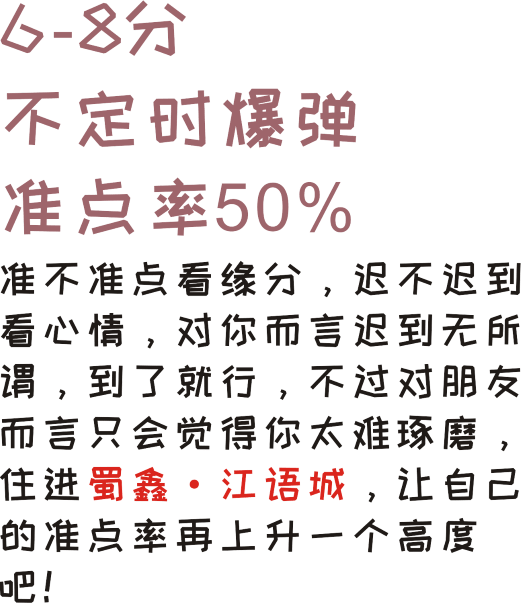 6-8分
不定时爆弹
准点率50%
准不准点看缘分，迟不迟到
看心情，对你而言迟到无所
谓，到了就行，不过对朋友
而言只会觉得你太难琢磨，
住进蜀鑫·江语城，让自己
的准点率再上升一个高度
吧!